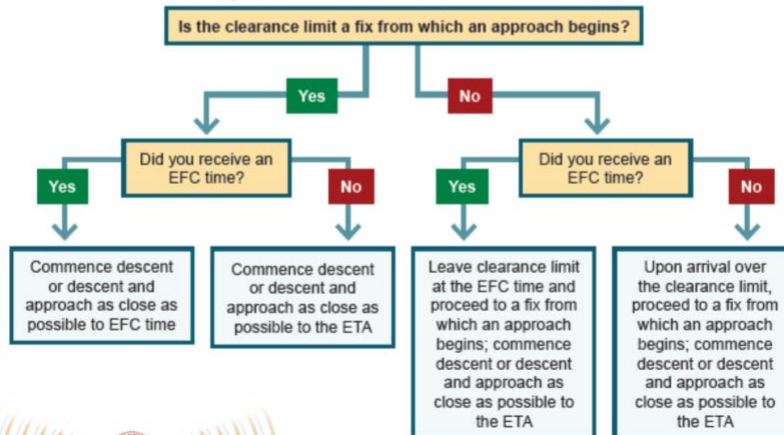 Is the clearance limit a fix from which an approach begins?
Yes
No
Did you receive an
EFC time?
Did you receive an
EFC time?
Yes
No
Yes
No
Commence descent
or descent and
approach as close as
possible to EFC time
Commence descent
or descent and
approach as close as
possible to the ETA
Leave clearance limit
at the EFC time and
proceed to a fix from
which an approach
begins; commence
descent or descent
and approach as
close as possible to
the ETA
Upon arrival over
the clearance limit,
proceed to a fix from
which an approach
begins; commence
descent or descent
and approach as
close as possible to
the ETA